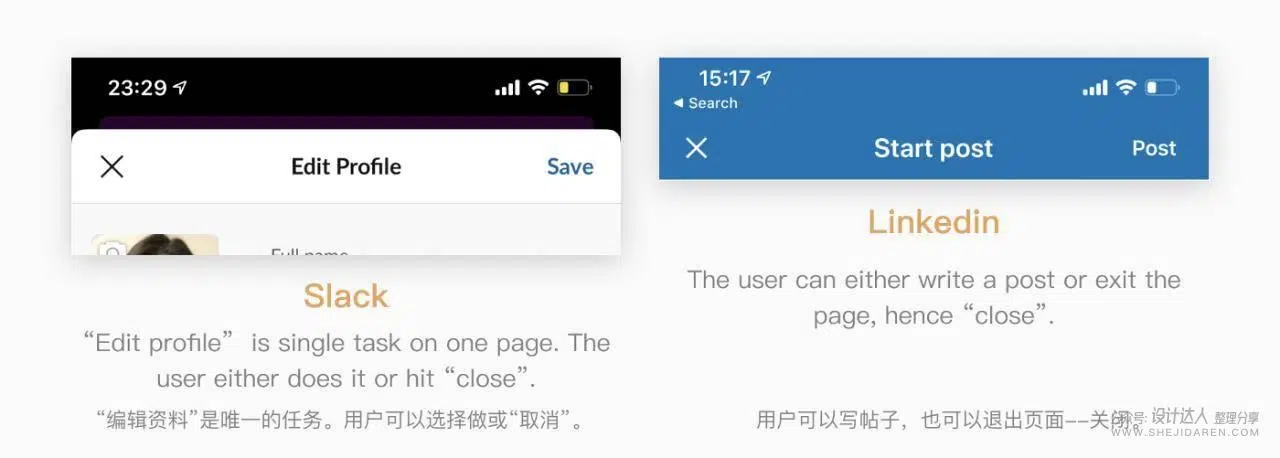 23:29
Edit Profile
Save
Full name
Slack
“Edit profile” is single task on one page. The
user either does it or hit “close”.
“编辑资料”是唯一的任务。用户可以选择做或“取消”。
15:17
Search
Start post
Post
Linkedin
The user can either write a post or exit the
page, hence “close”.
用户可以写帖子，也可以退出页面--关闭。
公众号: 设计达人 整理分享
WWW.SHEJIDAREN.COM